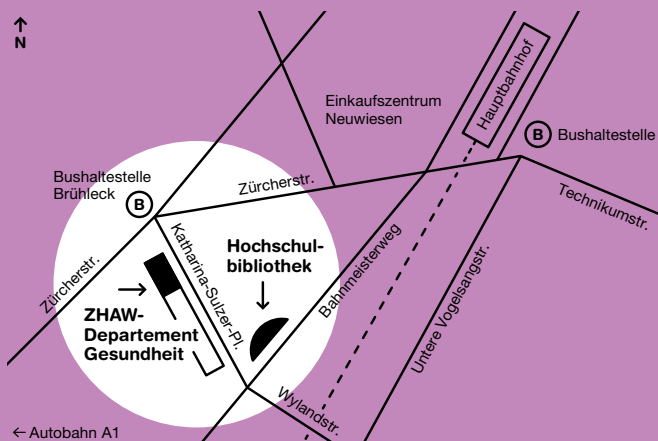 N
Einkaufszentrum
Neuwiesen
Hauptbahnhof
B
Bushaltestelle
Bushaltestelle
Brühleck
B
Zürcherstr.
Technikumstr.
Zürcherstr.
Katharina-Sulzer-Pl.
Hochschul-
bibliothek
Bahnmeisterweg
Untere Vogelsangstr.
ZHAW-
Departement
Gesundheit
Wylandstr.
← Autobahn A1